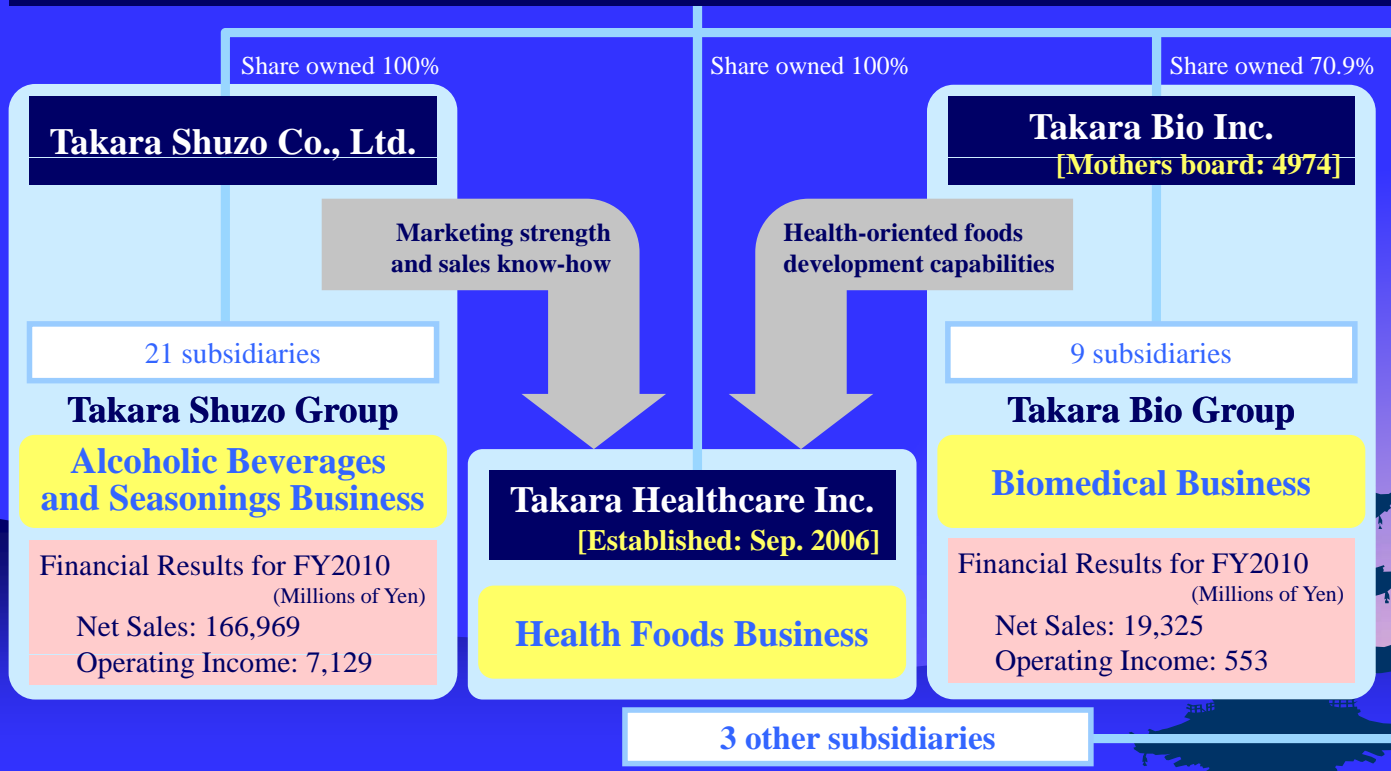 Share owned 100%
Share owned 100%
Share owned 70.9%
Takara Shuzo Co., Ltd.
Takara Bio Inc.
[Mothers board: 4974]
Marketing strength
and sales know-how
Health-oriented foods
development capabilities
21 subsidiaries
9 subsidiaries
Takara Shuzo Group
Alcoholic Beverages
and Seasonings Business
Takara Bio Group
Biomedical Business
Takara Healthcare Inc.
[Established: Sep. 2006]
Health Foods Business
Financial Results for FY2010
(Millions of Yen)
Net Sales: 166,969
Operating Income: 7,129
Financial Results for FY2010
(Millions of Yen)
Net Sales: 19,325
Operating Income: 553
3 other subsidiaries